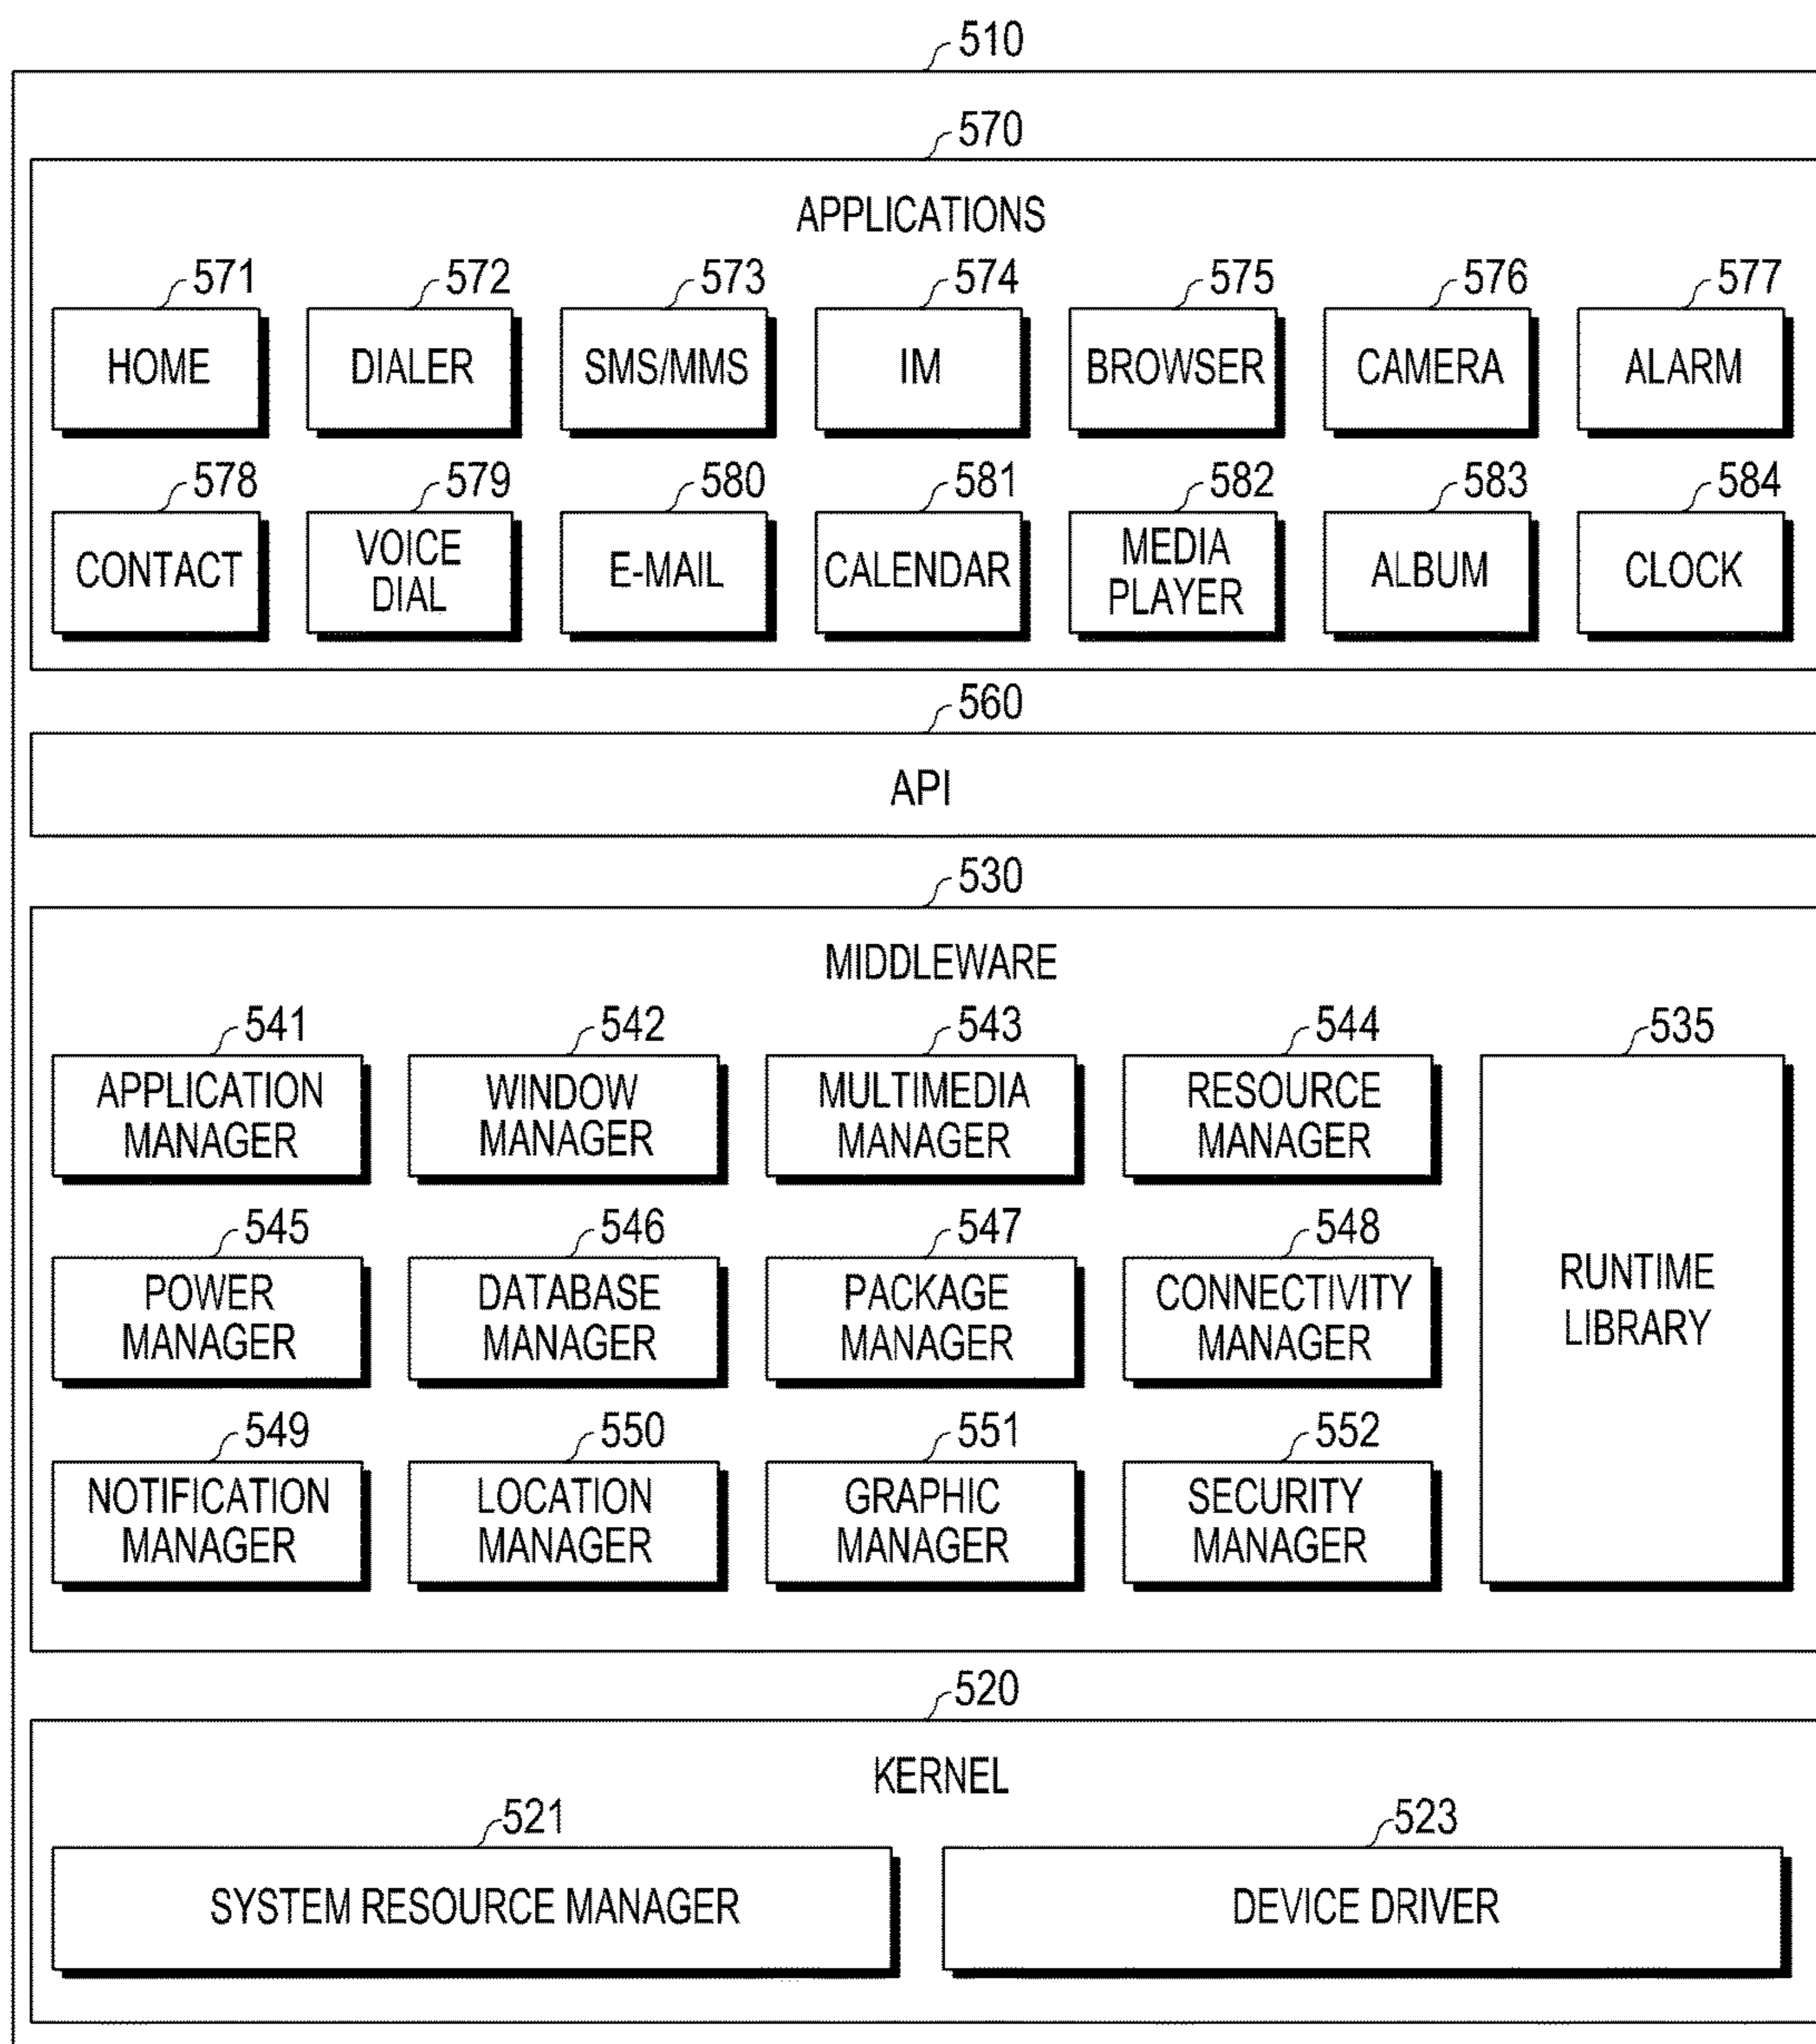 510
570
APPLICATIONS
571 572 573 574 575 576 577
HOME DIALER SMS/MMS IM BROWSER CAMERA ALARM
578 579 580 581 582 583 584
CONTACT VOICE DIAL E-MAIL CALENDAR MEDIA PLAYER ALBUM CLOCK
560
API
530
MIDDLEWARE
541 542 543 544 535
APPLICATION WINDOW MULTIMEDIA RESOURCE
MANAGER MANAGER MANAGER MANAGER
545 546 547 548
POWER DATABASE PACKAGE CONNECTIVITY RUNTIME
MANAGER MANAGER MANAGER MANAGER LIBRARY
549 550 551 552
NOTIFICATION LOCATION GRAPHIC SECURITY
MANAGER MANAGER MANAGER MANAGER
520
KERNEL
521 523
SYSTEM RESOURCE MANAGER DEVICE DRIVER